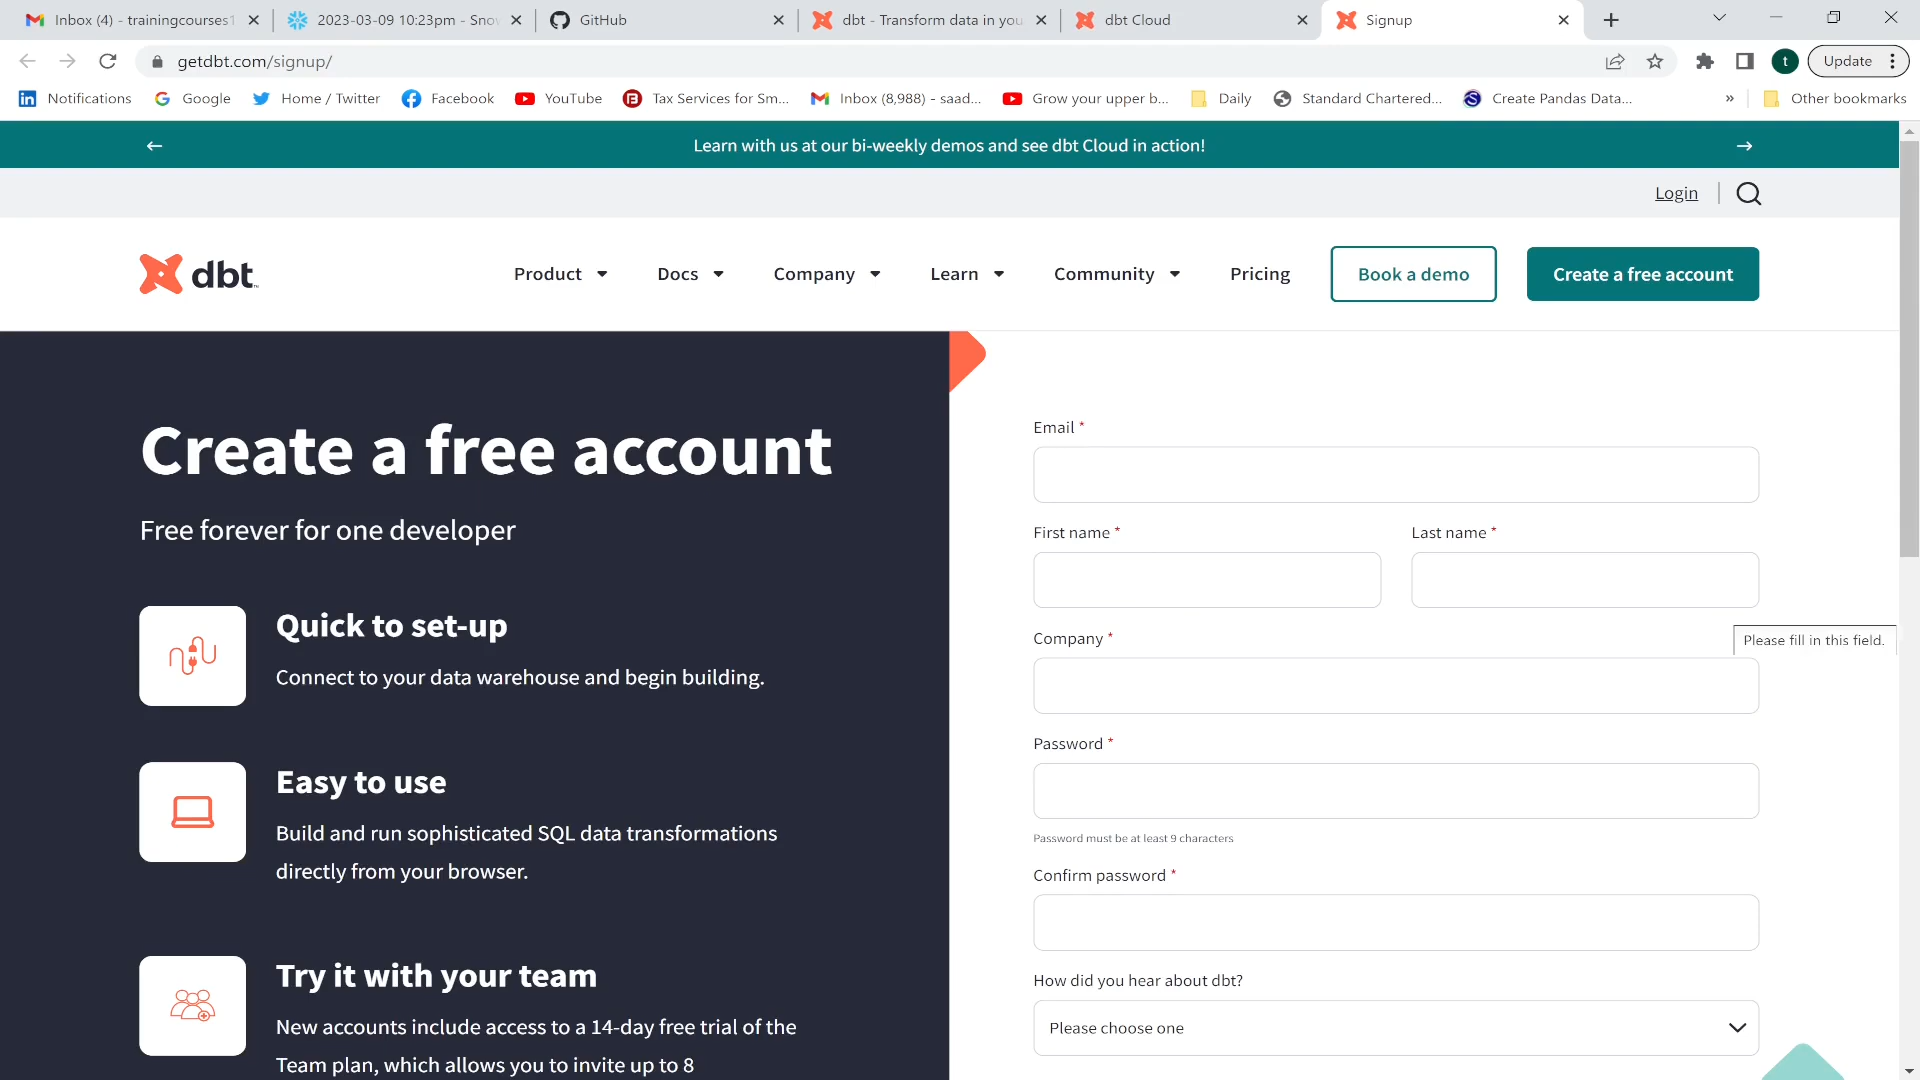 Inbox (4) - trainingcourses1
2023-03-09 10:23pm - Snow
GitHub
dbt - Transform data in you
dbt Cloud
Signup
getdbt.com/signup/
t
Update
Notifications
Google
Home / Twitter
Facebook
YouTube
Tax Services for Sm...
Inbox (8,988) - saad...
Grow your upper b...
Daily
Standard Chartered...
Create Pandas Data...
»
Other bookmarks
Learn with us at our bi-weekly demos and see dbt Cloud in action!
Login
dbt
Product
Docs
Company
Learn
Community
Pricing
Book a demo
Create a free account
Create a free account
Free forever for one developer
Quick to set-up
Connect to your data warehouse and begin building.
Easy to use
Build and run sophisticated SQL data transformations
directly from your browser.
Try it with your team
New accounts include access to a 14-day free trial of the
Team plan, which allows you to invite up to 8
Email *
First name *
Last name *
Company *
Please fill in this field.
Password *
Password must be at least 9 characters
Confirm password *
How did you hear about dbt?
Please choose one